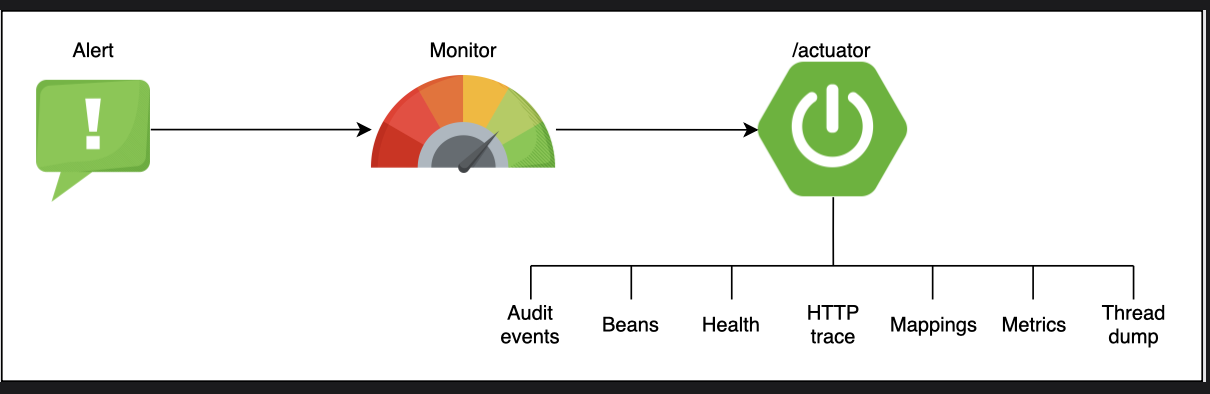 Alert
Monitor
/actuator
!
Audit
events
Beans
Health
HTTP
trace
Mappings
Metrics
Thread
dump